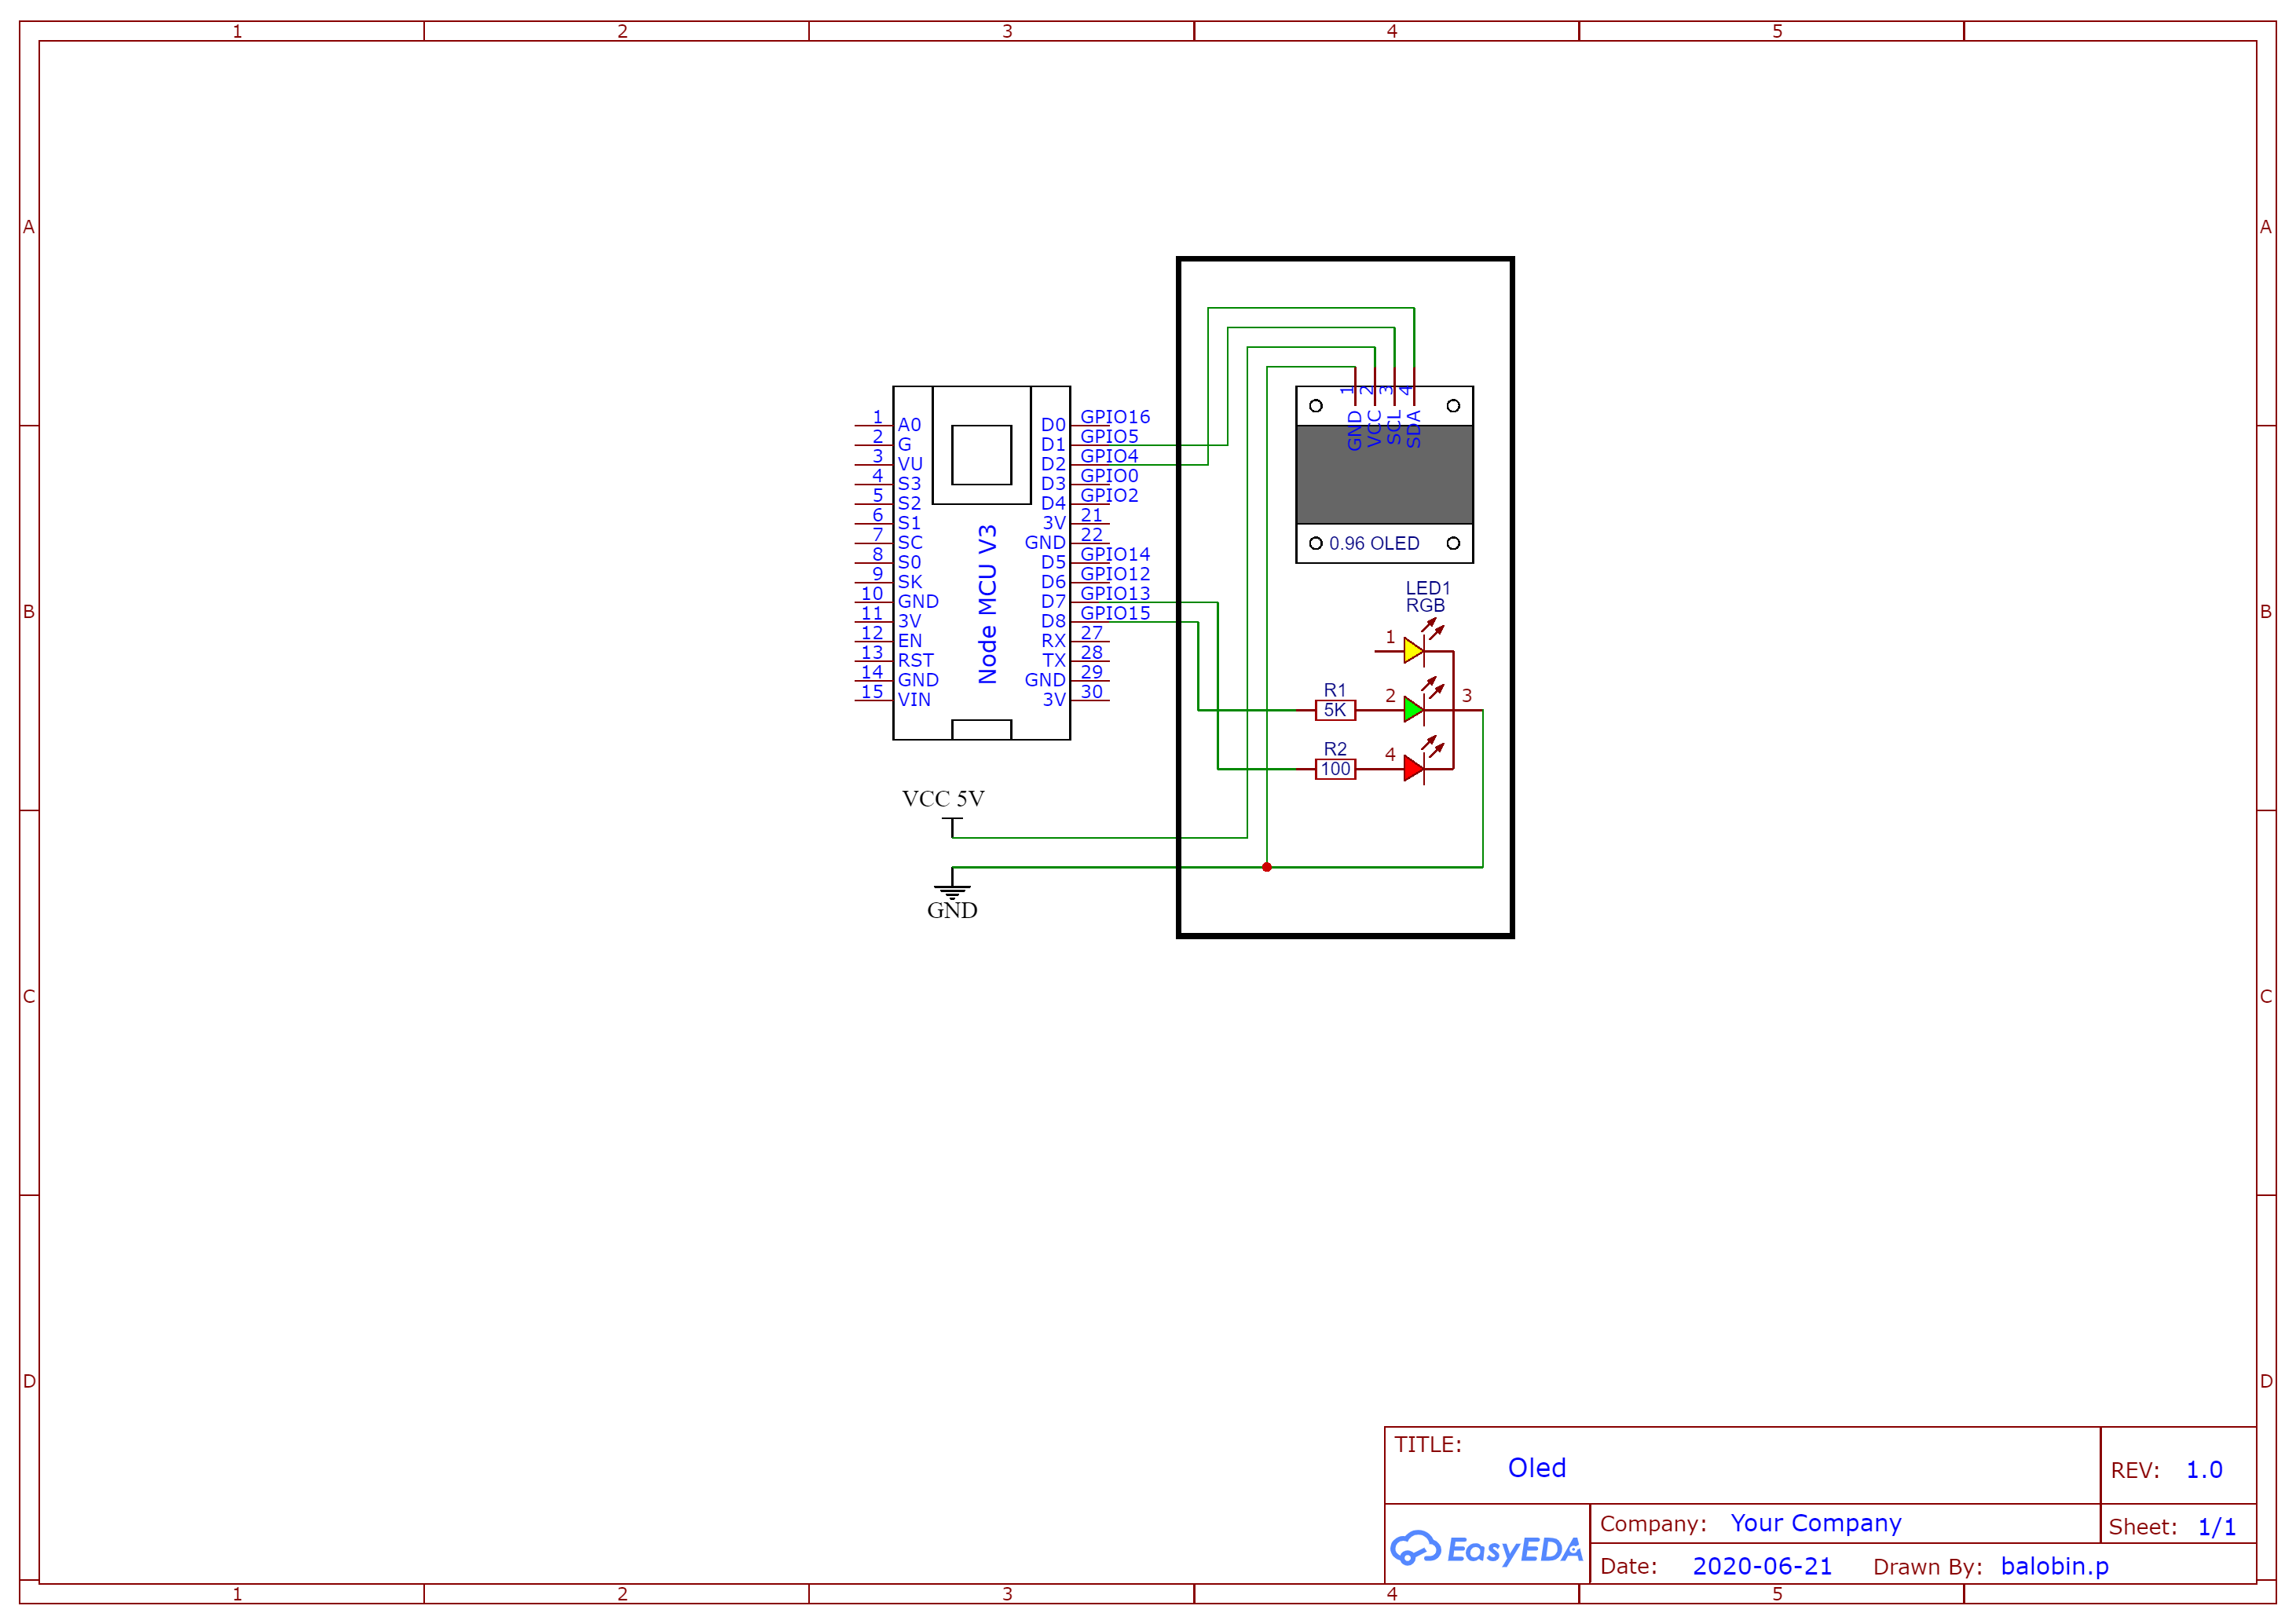 1 2 3 4 5
A A
B B
C C
D D
1 2 3 4 5
1 A0
2 G
3 VU
4 S3
5 S2
6 S1
7 SC
8 S0
9 SK
10 GND
11 3V
12 EN
13 RST
14 GND
15 VIN
Node MCU V3
D0 GPIO16
D1 GPIO5
D2 GPIO4
D3 GPIO0
D4 GPIO2
3V 21
GND 22
D5 GPIO14
D6 GPIO12
D7 GPIO13
D8 GPIO15
RX 27
TX 28
GND 29
3V 30
VCC 5V
GND
1 GND
2 VCC
3 SCL
4 SDA
0.96 OLED
LED1
RGB
1
R1
5K
2
3
R2
100
4
TITLE:
Oled
REV: 1.0
EasyEDA
Company: Your Company
Sheet: 1/1
Date: 2020-06-21
Drawn By: balobin.p